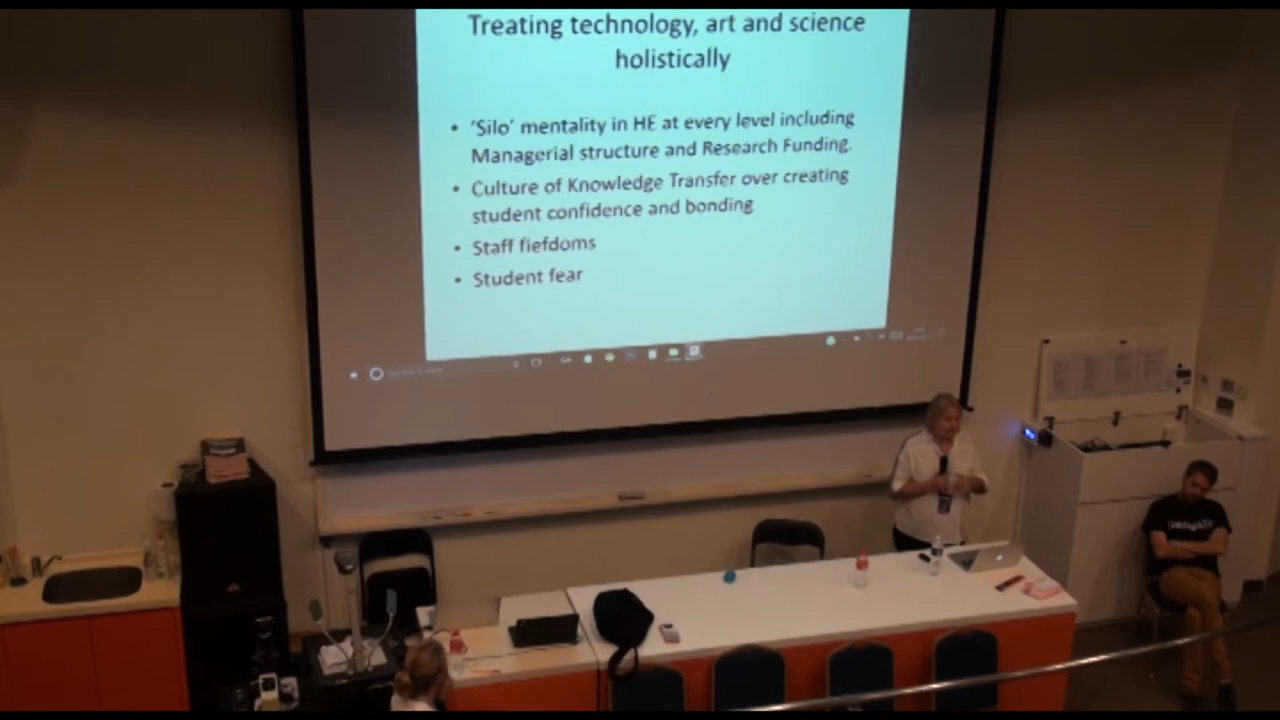 Treating technology, art and science
holistically
• 'Silo' mentality in HE at every level including
Managerial structure and Research Funding.
• Culture of Knowledge Transfer over creating
student confidence and bonding
• Staff fiefdoms
• Student fear